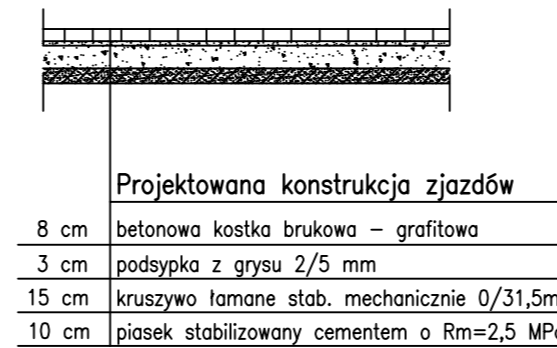 Projektowana konstrukcja zjazdów
8 cm betonowa kostka brukowa – grafitowa
3 cm podsypka z grysu 2/5 mm
15 cm kruszywo łamane stab. mechanicznie 0/31,5m
10 cm piasek stabilizowany cementem o Rm=2,5 MPa